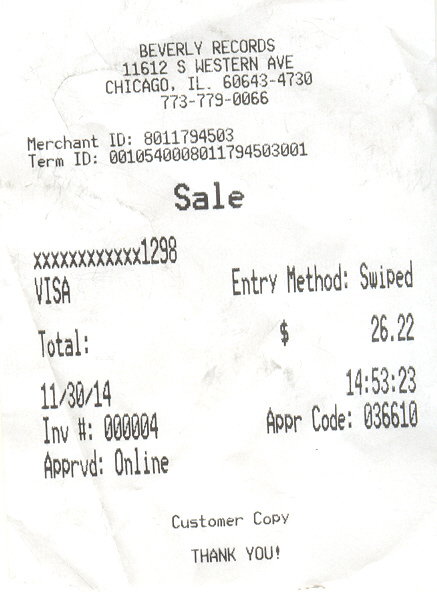 BEVERLY RECORDS
11612 S WESTERN AVE
CHICAGO, IL. 60643-4730
773-779-0066
Merchant ID: 8011794503
Term ID: 0010540008011794503001
Sale
xxxxxxxxxxxx1298
VISA Entry Method: Swiped
Total: $ 26.22
11/30/14 14:53:23
Inv #: 000004 Appr Code: 036610
Apprvd: Online
Customer Copy
THANK YOU!